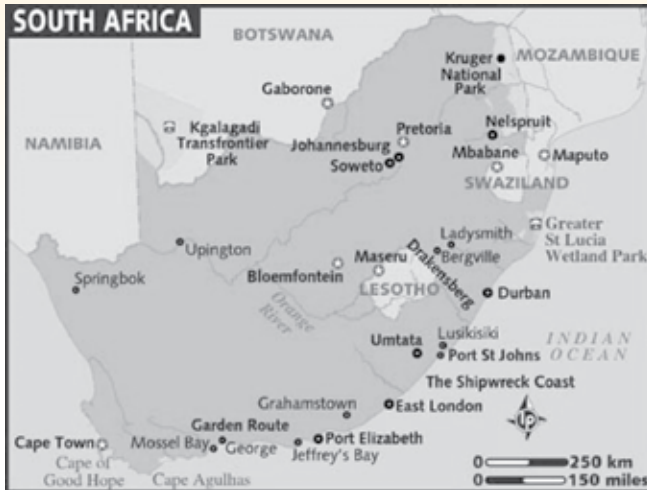 SOUTH AFRICA
BOTSWANA
MOZAMBIQUE
Kruger
National
Park
Gaborone
NAMIBIA
Kgalagadi
Transfrontier
Park
Pretoria
Johannesburg
Soweto
Nelspruit
Mbabane
Maputo
SWAZILAND
Greater
St Lucia
Wetland Park
Ladysmith
Bergville
Upington
Springbok
Bloemfontein
Maseru
LESOTHO
Drakensberg
Durban
Orange
River
Umtata
Lusikisiki
Port St Johns
INDIAN
OCEAN
The Shipwreck Coast
Grahamstown
East London
Garden Route
Cape Town
Mossel Bay
George
Port Elizabeth
Jeffrey's Bay
Cape of
Good Hope
Cape Agulhas
UP
0 250 km
0 150 miles